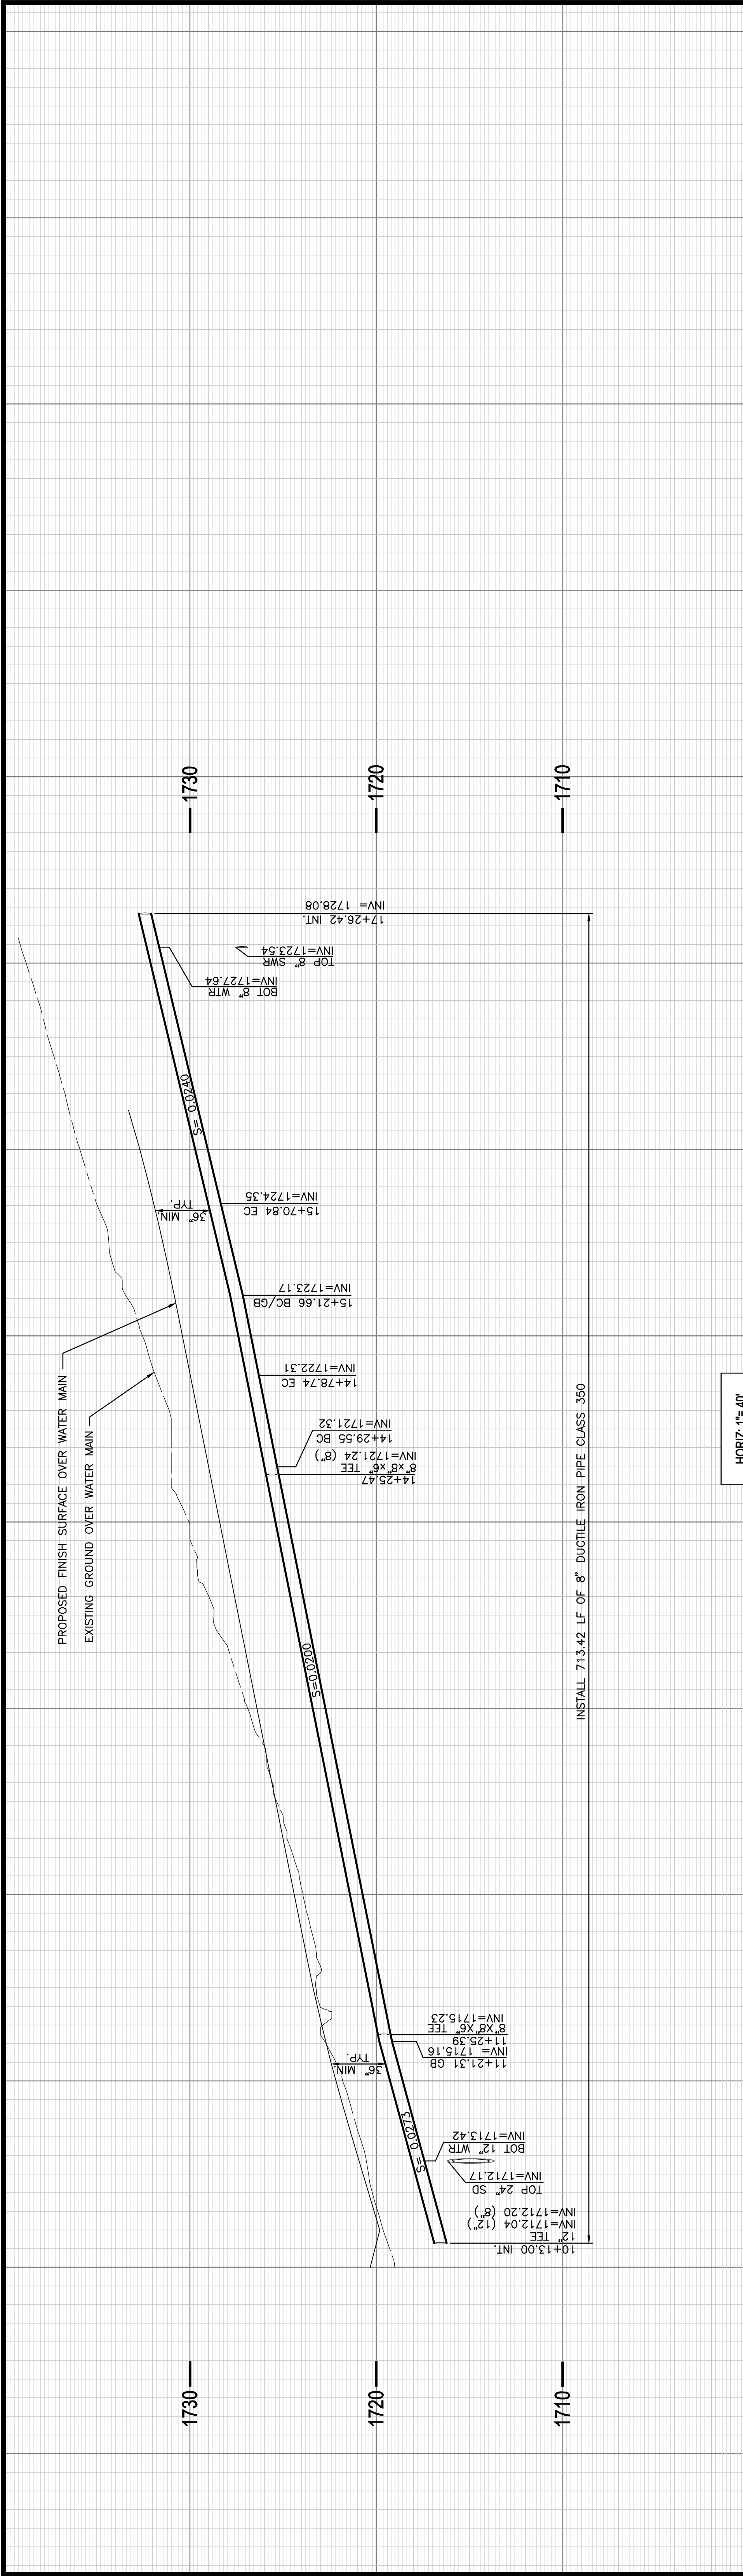 PROPOSED FINISH SURFACE OVER WATER MAIN
EXISTING GROUND OVER WATER MAIN
1730
1720
1710
1730
1720
1710
10+13.00 INT.
12" TEE
INV=1712.04 (12")
INV=1712.20 (8")
TOP 24" SD
INV=1712.17
BOT 12" WTR
INV=1713.42
S= 0.0273
36" MIN.
TYP.
11+21.31 GB
INV= 1715.16
11+25.39
8"X8"X6" TEE
INV=1715.23
S=0.0200
14+25.47
8"x8"x6" TEE
INV=1721.24 (8")
14+29.55 BC
INV=1721.32
14+78.74 EC
INV=1722.31
15+21.66 BC/GB
INV=1723.17
15+70.84 EC
INV=1724.35
36" MIN.
TYP.
S= 0.0240
BOT 8" WTR
INV=1727.64
TOP 8" SWR
INV=1723.54
17+26.42 INT.
INV= 1728.08
INSTALL 713.42 LF OF 8" DUCTILE IRON PIPE CLASS 350
HORIZ: 1"= 40'